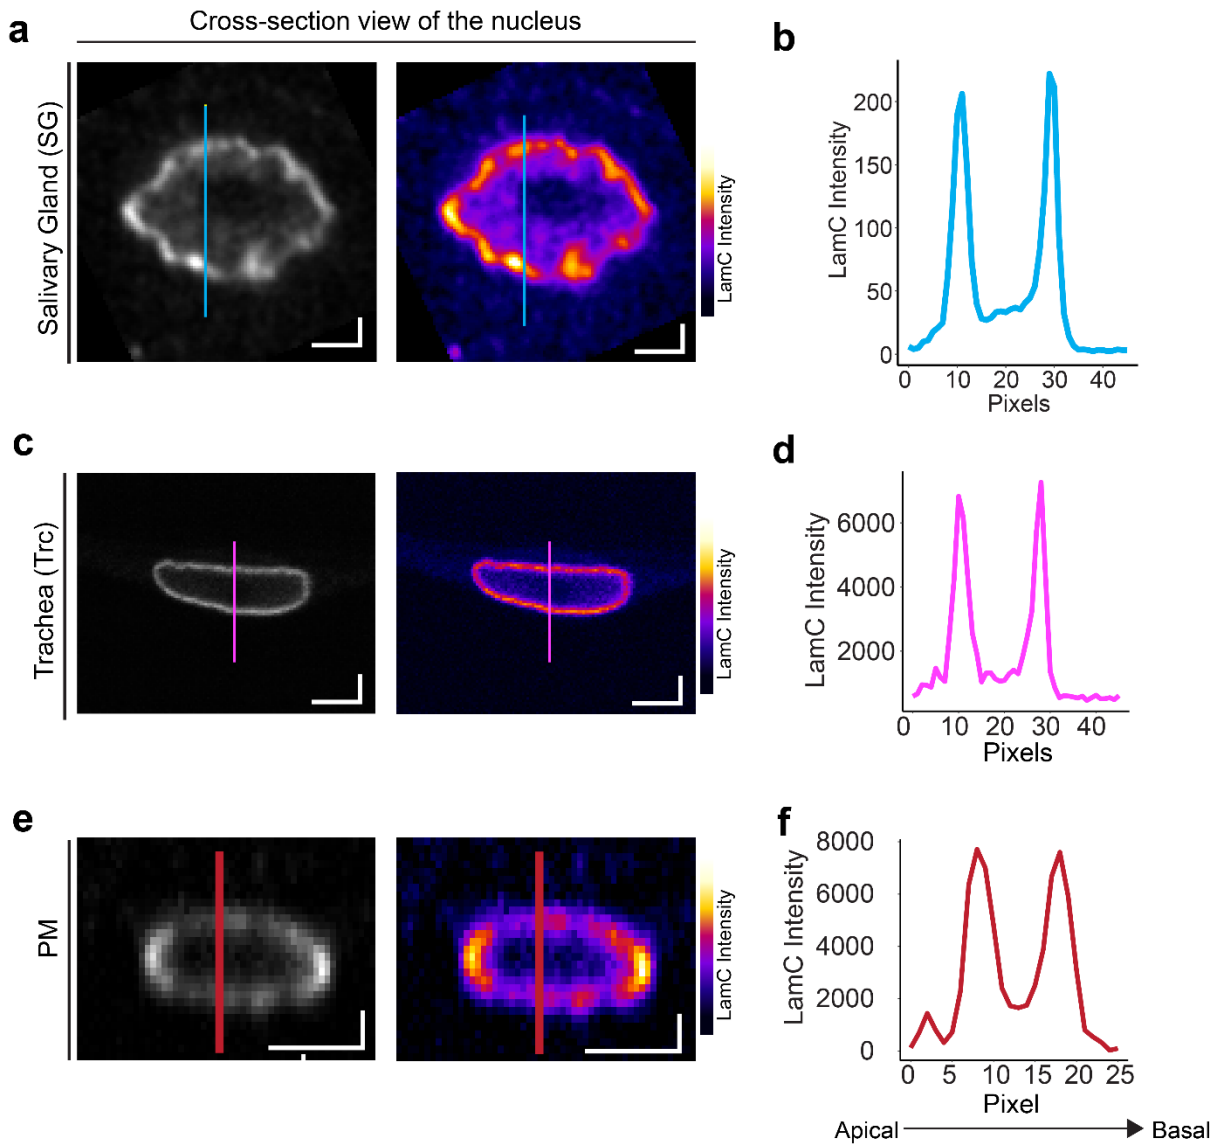 a
Cross-section view of the nucleus
Salivary Gland (SG)
LamC Intensity
b
LamC Intensity
200
150
100
50
0
0 10 20 30 40
Pixels
c
Trachea (Trc)
LamC Intensity
d
LamC Intensity
6000
4000
2000
0 10 20 30 40
Pixels
e
PM
LamC Intensity
f
LamC Intensity
8000
6000
4000
2000
0
0 5 10 15 20 25
Pixel
Apical Basal